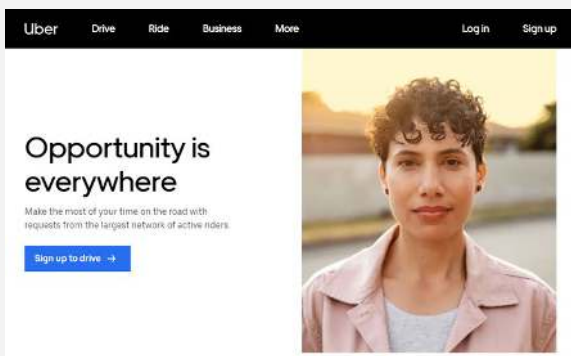 Uber Drive Ride Business More Log in Sign up
Opportunity is
everywhere
Make the most of your time on the road with
requests from the largest network of active riders.
Sign up to drive →